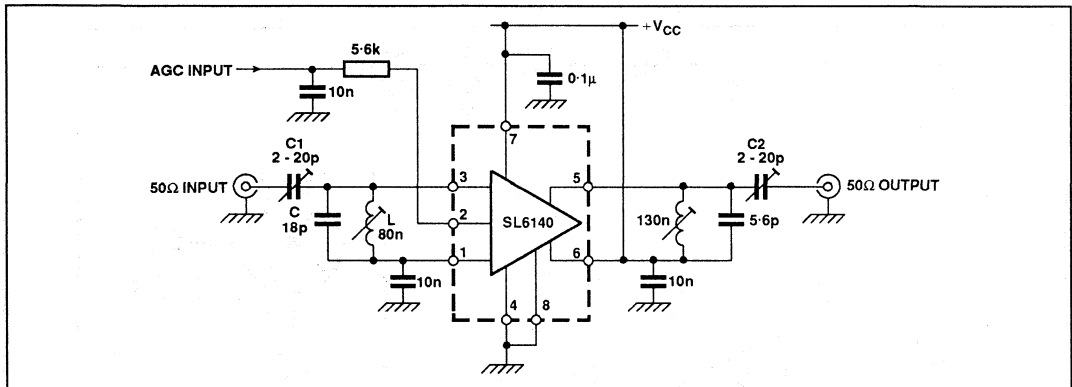 +VCC
5·6k
AGC INPUT
10n
0·1µ
7
C1
2 - 20p
C2
2 - 20p
50Ω INPUT
3
5
50Ω OUTPUT
C
18p
L
80n
2
SL6140
130n
5·6p
1
6
10n
10n
4
8